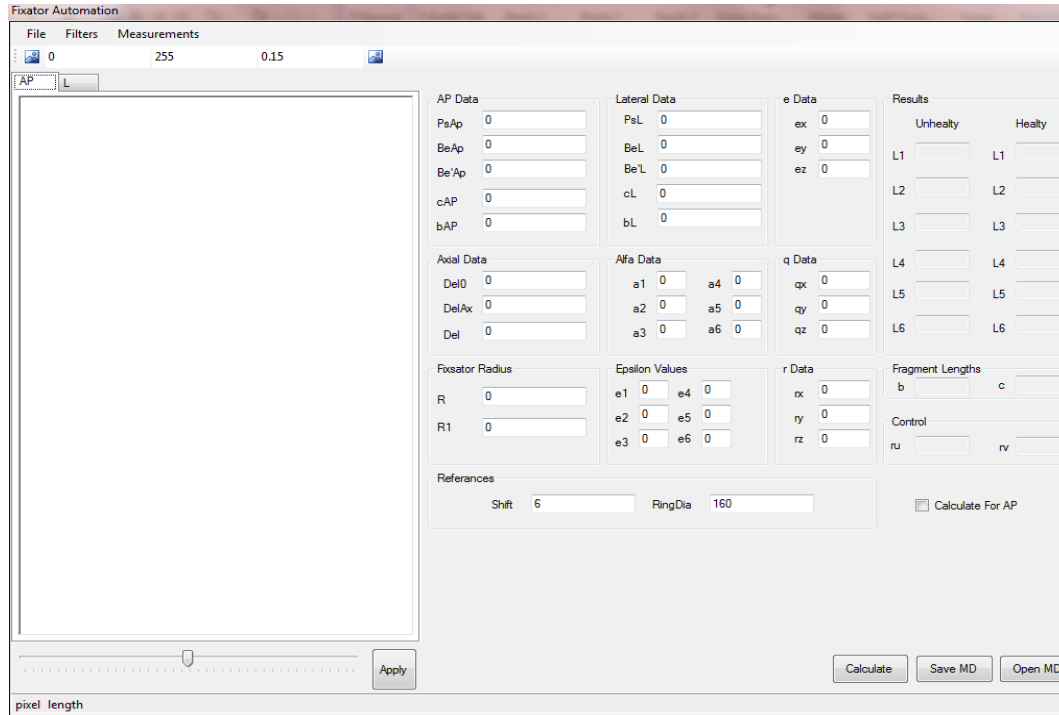 Fixator Automation
File Filters Measurements
0 255 0.15
AP L
AP Data
PsAp 0
BeAp 0
Be'Ap 0
cAP 0
bAP 0
Lateral Data
PsL 0
BeL 0
Be'L 0
cL 0
bL 0
e Data
ex 0
ey 0
ez 0
Results
Unhealty Healty
L1 L1
L2 L2
L3 L3
L4 L4
L5 L5
L6 L6
Axial Data
Del0 0
DelAx 0
Del 0
Alfa Data
a1 0 a4 0
a2 0 a5 0
a3 0 a6 0
q Data
qx 0
qy 0
qz 0
Fixsator Radius
R 0
R1 0
Epsilon Values
e1 0 e4 0
e2 0 e5 0
e3 0 e6 0
r Data
rx 0
ry 0
rz 0
Fragment Lengths
b c
Control
ru rv
Referances
Shift 6 RingDia 160
Calculate For AP
Apply
Calculate Save MD Open MD
pixel length